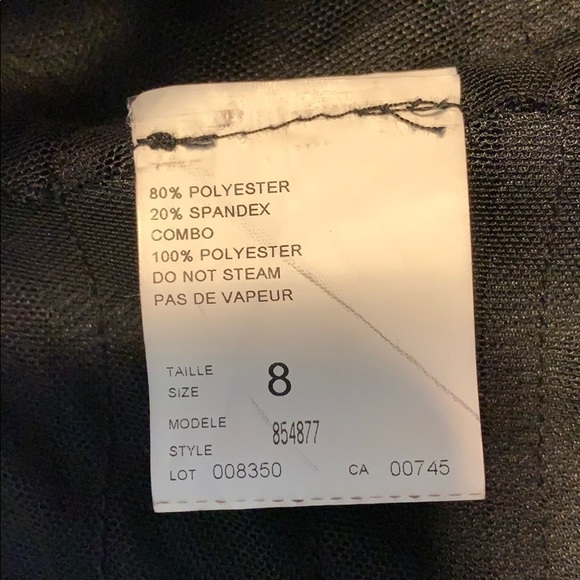 80% POLYESTER
20% SPANDEX
COMBO
100% POLYESTER
DO NOT STEAM
PAS DE VAPEUR
TAILLE
SIZE 8
MODELE
STYLE 854877
LOT 008350 CA 00745